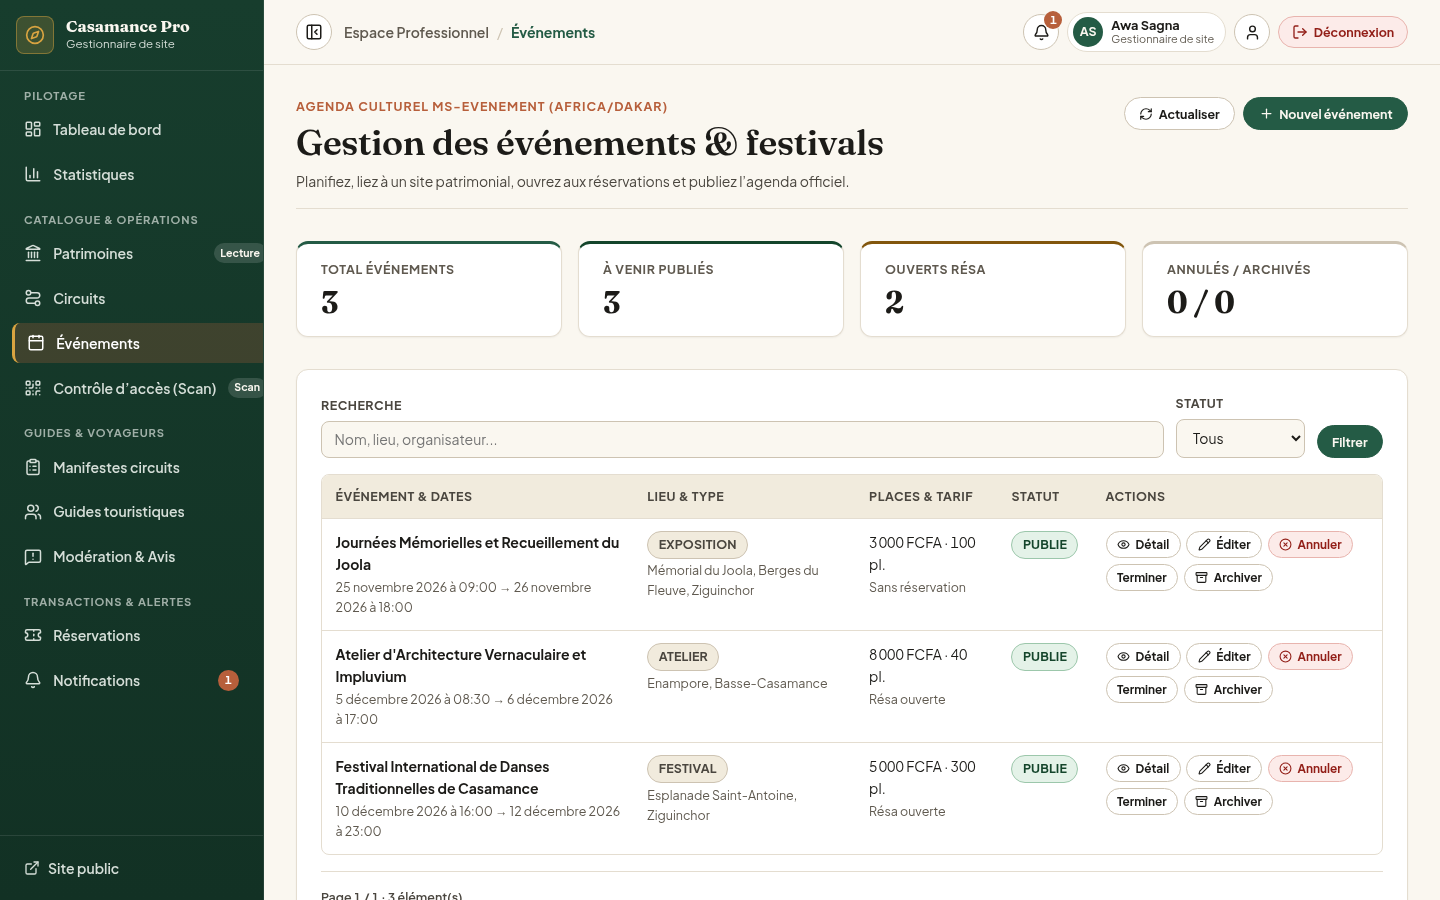 Casamance Pro
Gestionnaire de site
PILOTAGE
Tableau de bord
Statistiques
CATALOGUE & OPÉRATIONS
Patrimoines
Lecture
Circuits
Événements
Contrôle d’accès (Scan)
Scan
GUIDES & VOYAGEURS
Manifestes circuits
Guides touristiques
Modération & Avis
TRANSACTIONS & ALERTES
Réservations
Notifications
1
Site public
Espace Professionnel / Événements
1
AS
Awa Sagna
Gestionnaire de site
Déconnexion
AGENDA CULTUREL MS-EVENEMENT (AFRICA/DAKAR)
Gestion des événements & festivals
Planifiez, liez à un site patrimonial, ouvrez aux réservations et publiez l’agenda officiel.
Actualiser
Nouvel événement
TOTAL ÉVÉNEMENTS
3
À VENIR PUBLIÉS
3
OUVERTS RÉSA
2
ANNULÉS / ARCHIVÉS
0 / 0
RECHERCHE
Nom, lieu, organisateur...
STATUT
Tous
Filtrer
ÉVÉNEMENT & DATES
LIEU & TYPE
PLACES & TARIF
STATUT
ACTIONS
Journées Mémorielles et Recueillement du
Joola
25 novembre 2026 à 09:00 → 26 novembre
2026 à 18:00
EXPOSITION
Mémorial du Joola, Berges du
Fleuve, Ziguinchor
3 000 FCFA · 100
pl.
Sans réservation
PUBLIE
Détail
Éditer
Annuler
Terminer
Archiver
Atelier d'Architecture Vernaculaire et
Impluvium
5 décembre 2026 à 08:30 → 6 décembre 2026
à 17:00
ATELIER
Enampore, Basse-Casamance
8 000 FCFA · 40
pl.
Résa ouverte
PUBLIE
Détail
Éditer
Annuler
Terminer
Archiver
Festival International de Danses
Traditionnelles de Casamance
10 décembre 2026 à 16:00 → 12 décembre 2026
à 23:00
FESTIVAL
Esplanade Saint-Antoine,
Ziguinchor
5 000 FCFA · 300
pl.
Résa ouverte
PUBLIE
Détail
Éditer
Annuler
Terminer
Archiver
Page 1 / 1 · 3 élément(s)